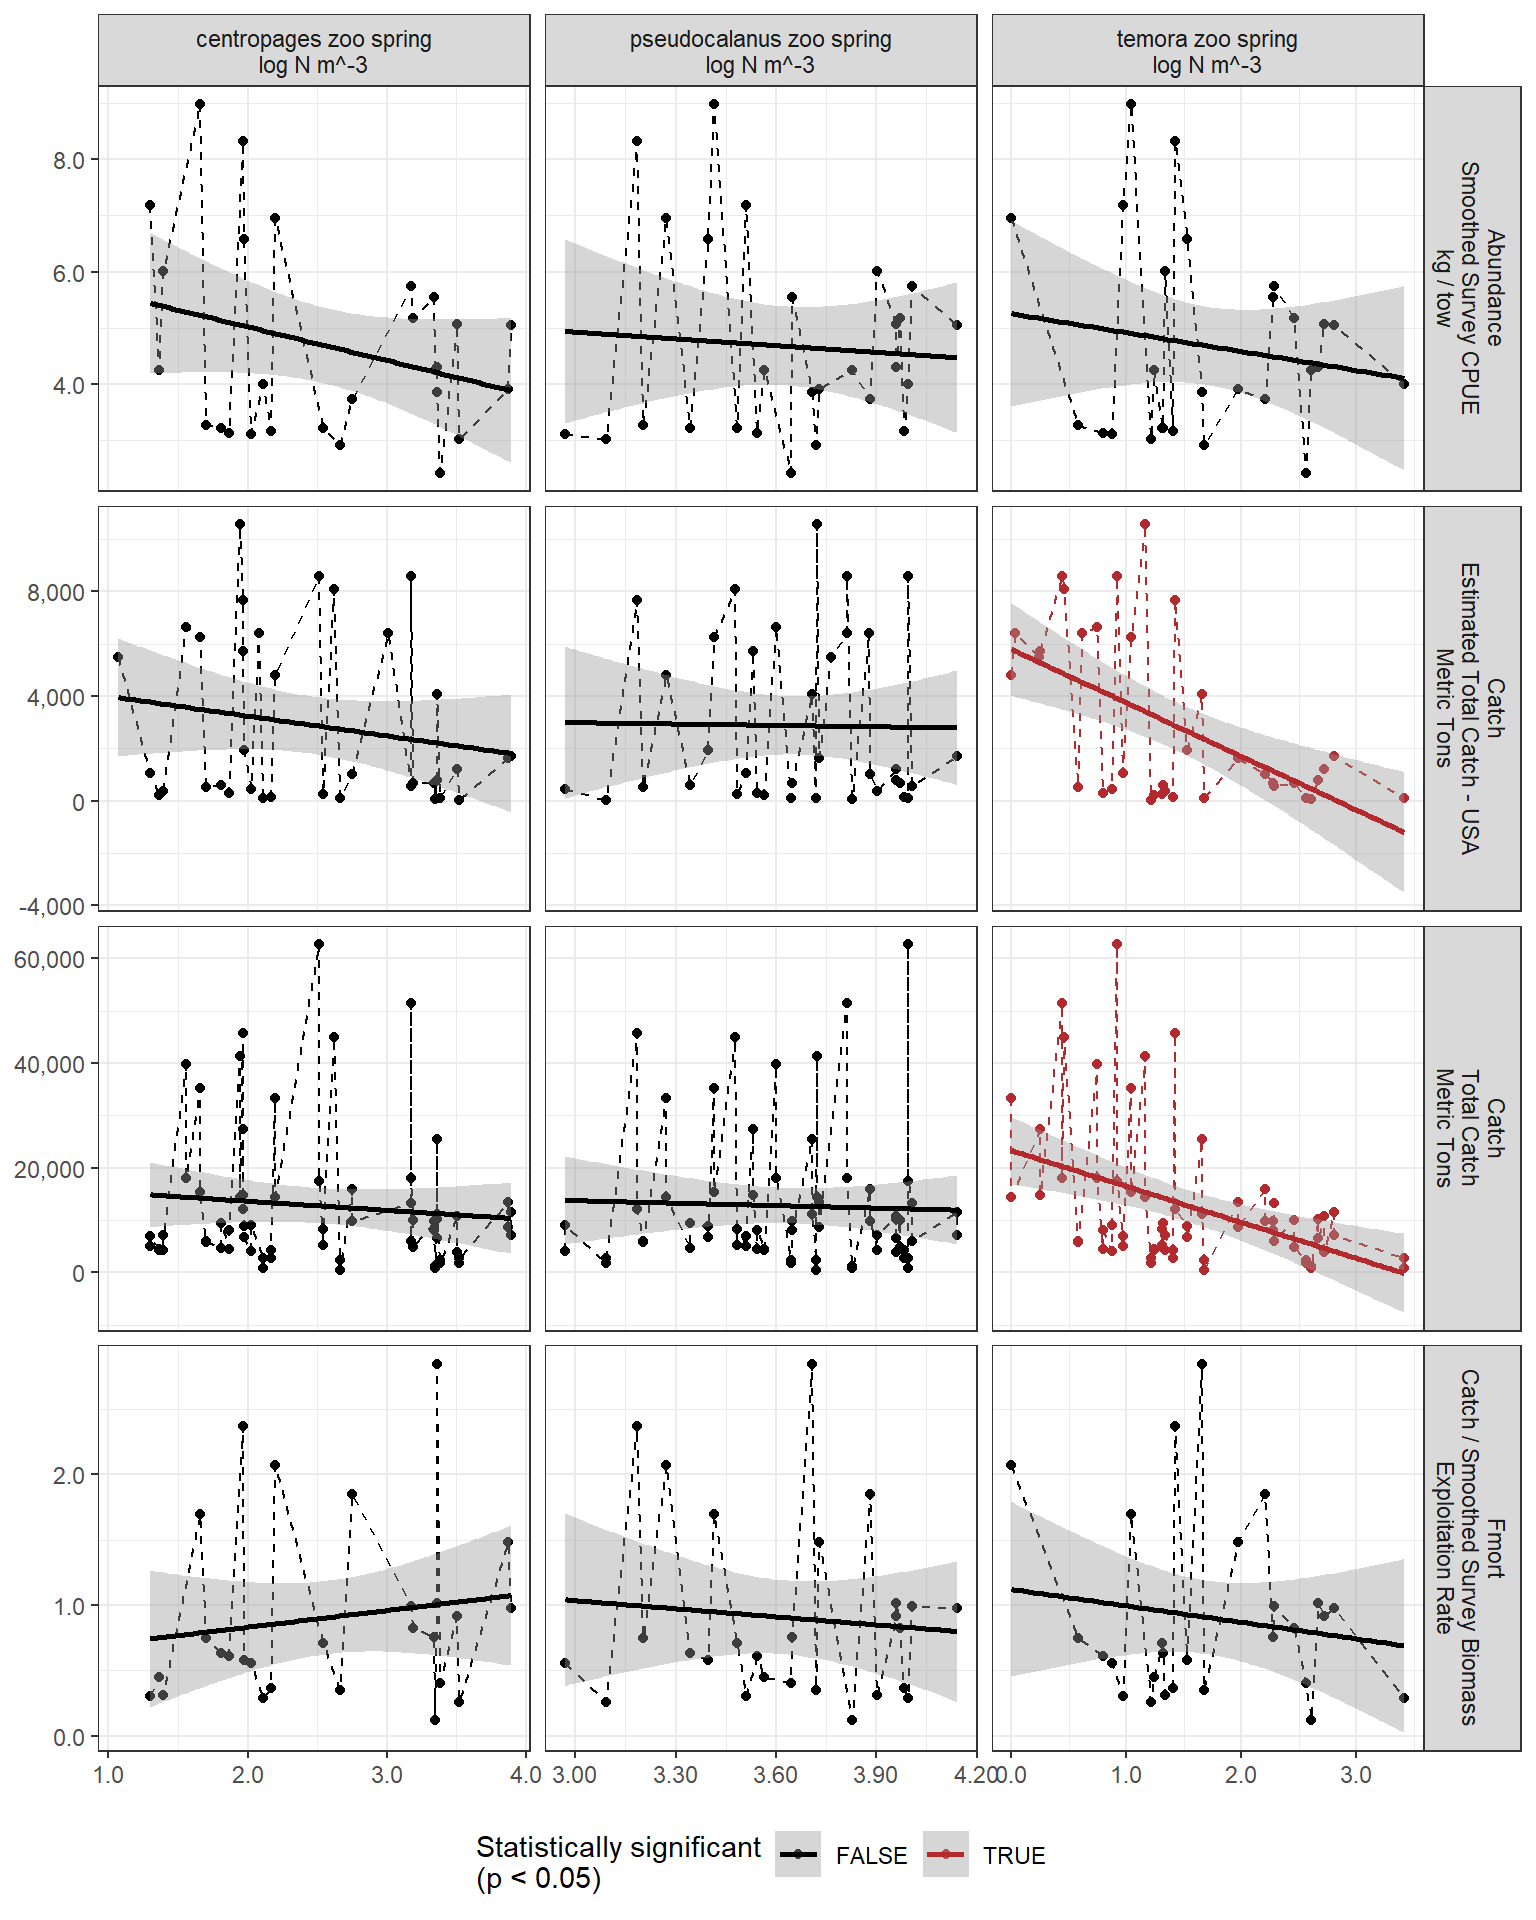 centropages zoo spring
log N m^-3
pseudocalanus zoo spring
log N m^-3
temora zoo spring
log N m^-3
8.0
6.0
4.0
Abundance
Smoothed Survey CPUE
kg / tow
8,000
4,000
0
-4,000
Catch
Estimated Total Catch - USA
Metric Tons
60,000
40,000
20,000
0
Catch
Total Catch
Metric Tons
2.0
1.0
0.0
Fmort
Catch / Smoothed Survey Biomass
Exploitation Rate
1.0 2.0 3.0 4.0
3.00 3.30 3.60 3.90 4.20
0.0 1.0 2.0 3.0
Statistically significant
(p < 0.05)
FALSE
TRUE